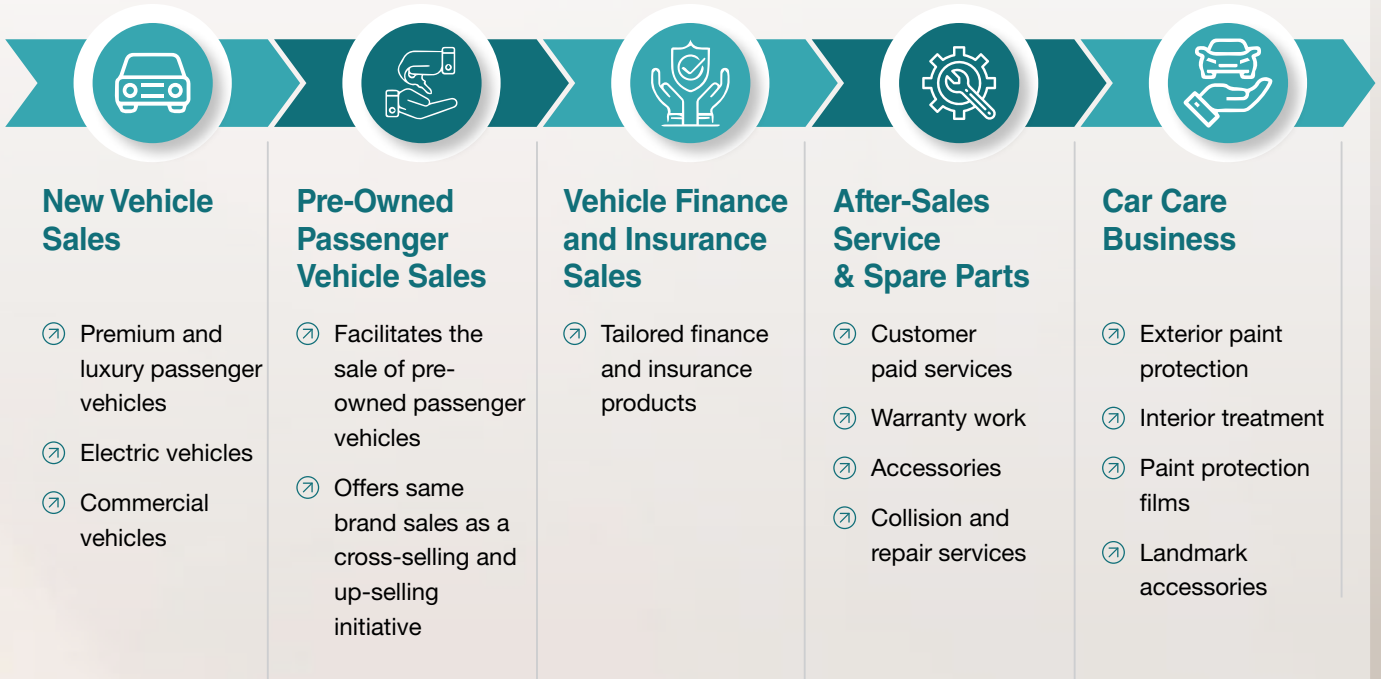 New Vehicle
Sales
Premium and
luxury passenger
vehicles
Electric vehicles
Commercial
vehicles
Pre-Owned
Passenger
Vehicle Sales
Facilitates the
sale of pre-
owned passenger
vehicles
Offers same
brand sales as a
cross-selling and
up-selling
initiative
Vehicle Finance
and Insurance
Sales
Tailored finance
and insurance
products
After-Sales
Service
& Spare Parts
Customer
paid services
Warranty work
Accessories
Collision and
repair services
Car Care
Business
Exterior paint
protection
Interior treatment
Paint protection
films
Landmark
accessories